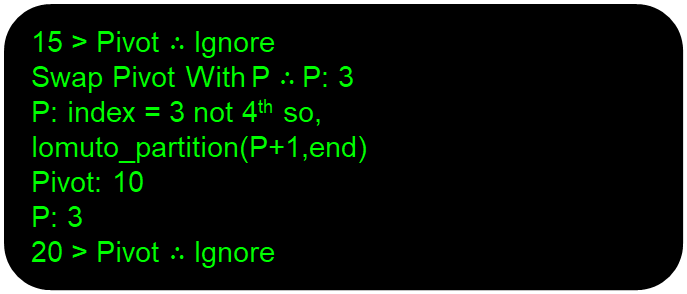 15 > Pivot ∴ Ignore
Swap Pivot With P ∴ P: 3
P: index = 3 not 4th so,
lomuto_partition(P+1,end)
Pivot: 10
P: 3
20 > Pivot ∴ Ignore